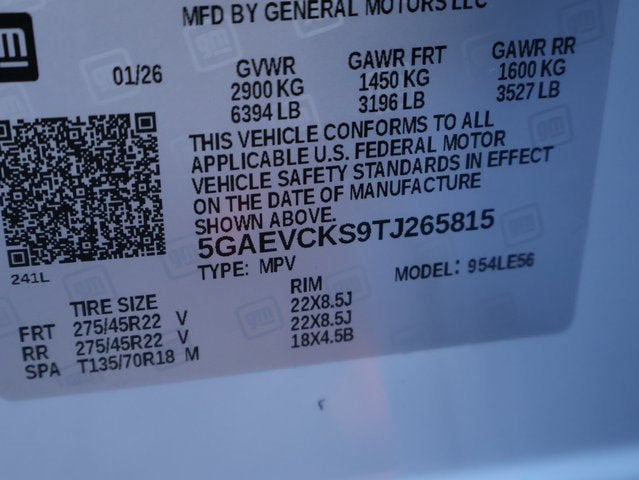 MFD BY GENERAL MOTORS LLC
gm
01/26
GVWR GAWR FRT GAWR RR
2900 KG 1450 KG 1600 KG
6394 LB 3196 LB 3527 LB
THIS VEHICLE CONFORMS TO ALL
APPLICABLE U.S. FEDERAL MOTOR
VEHICLE SAFETY STANDARDS IN EFFECT
ON THE DATE OF MANUFACTURE
SHOWN ABOVE.
5GAEVCKS9TJ265815
241L
TYPE: MPV MODEL: 954LE56
TIRE SIZE RIM
FRT 275/45R22 V 22X8.5J
RR 275/45R22 V 22X8.5J
SPA T135/70R18 M 18X4.5B